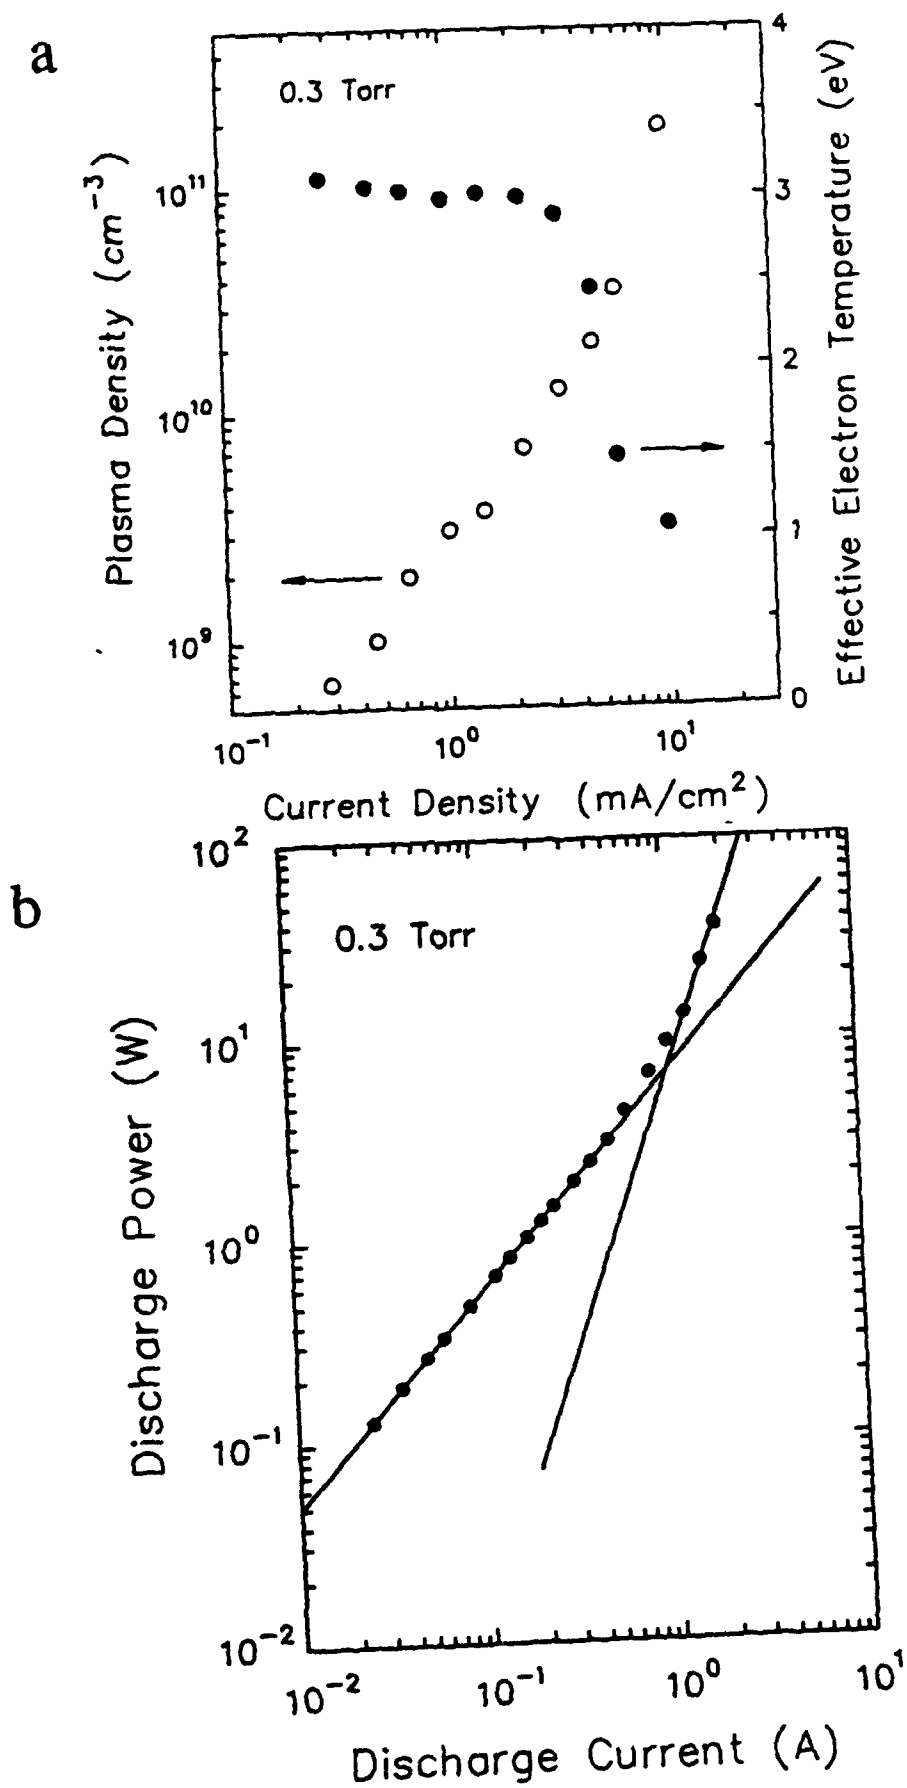 a
0.3 Torr
4
3
2
1
0
10¹¹
10¹⁰
10⁹
Plasma Density (cm⁻³)
Effective Electron Temperature (eV)
10⁻¹
10⁰
10¹
Current Density (mA/cm²)
b
0.3 Torr
10²
10¹
10⁰
10⁻¹
10⁻²
Discharge Power (W)
10⁻²
10⁻¹
10⁰
10¹
Discharge Current (A)